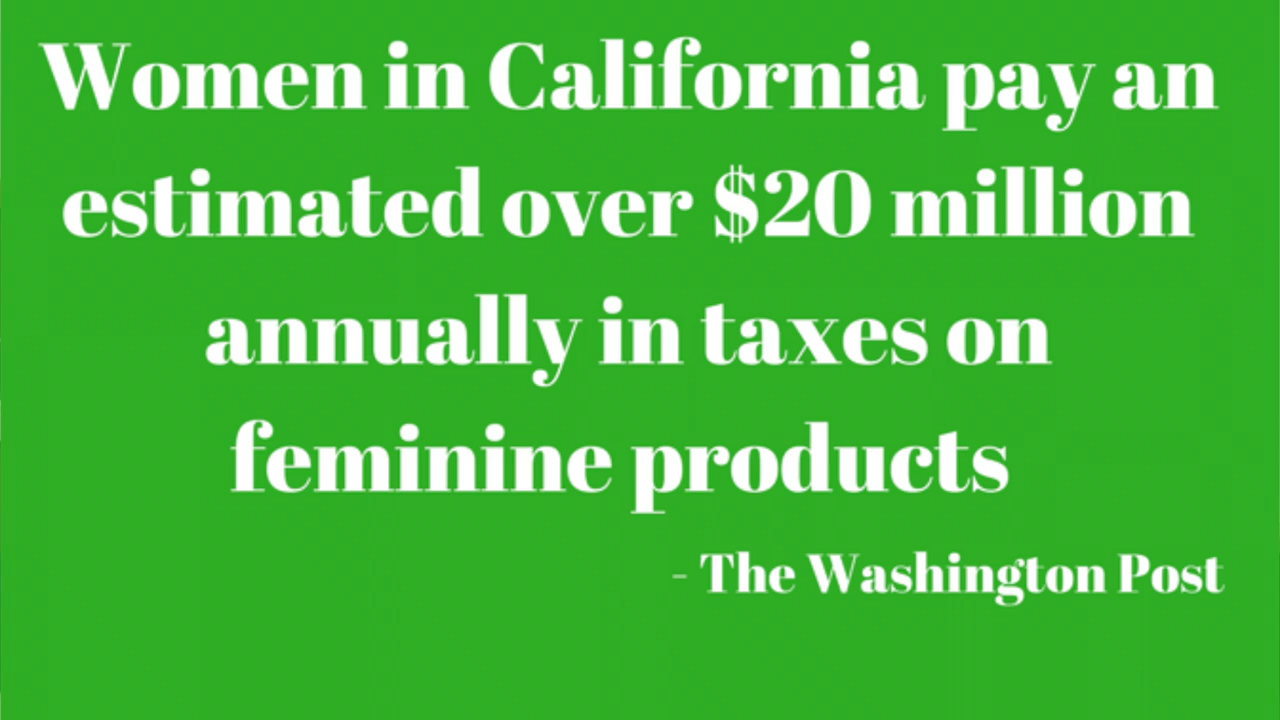 Women in California pay an
estimated over $20 million
annually in taxes on
feminine products
- The Washington Post